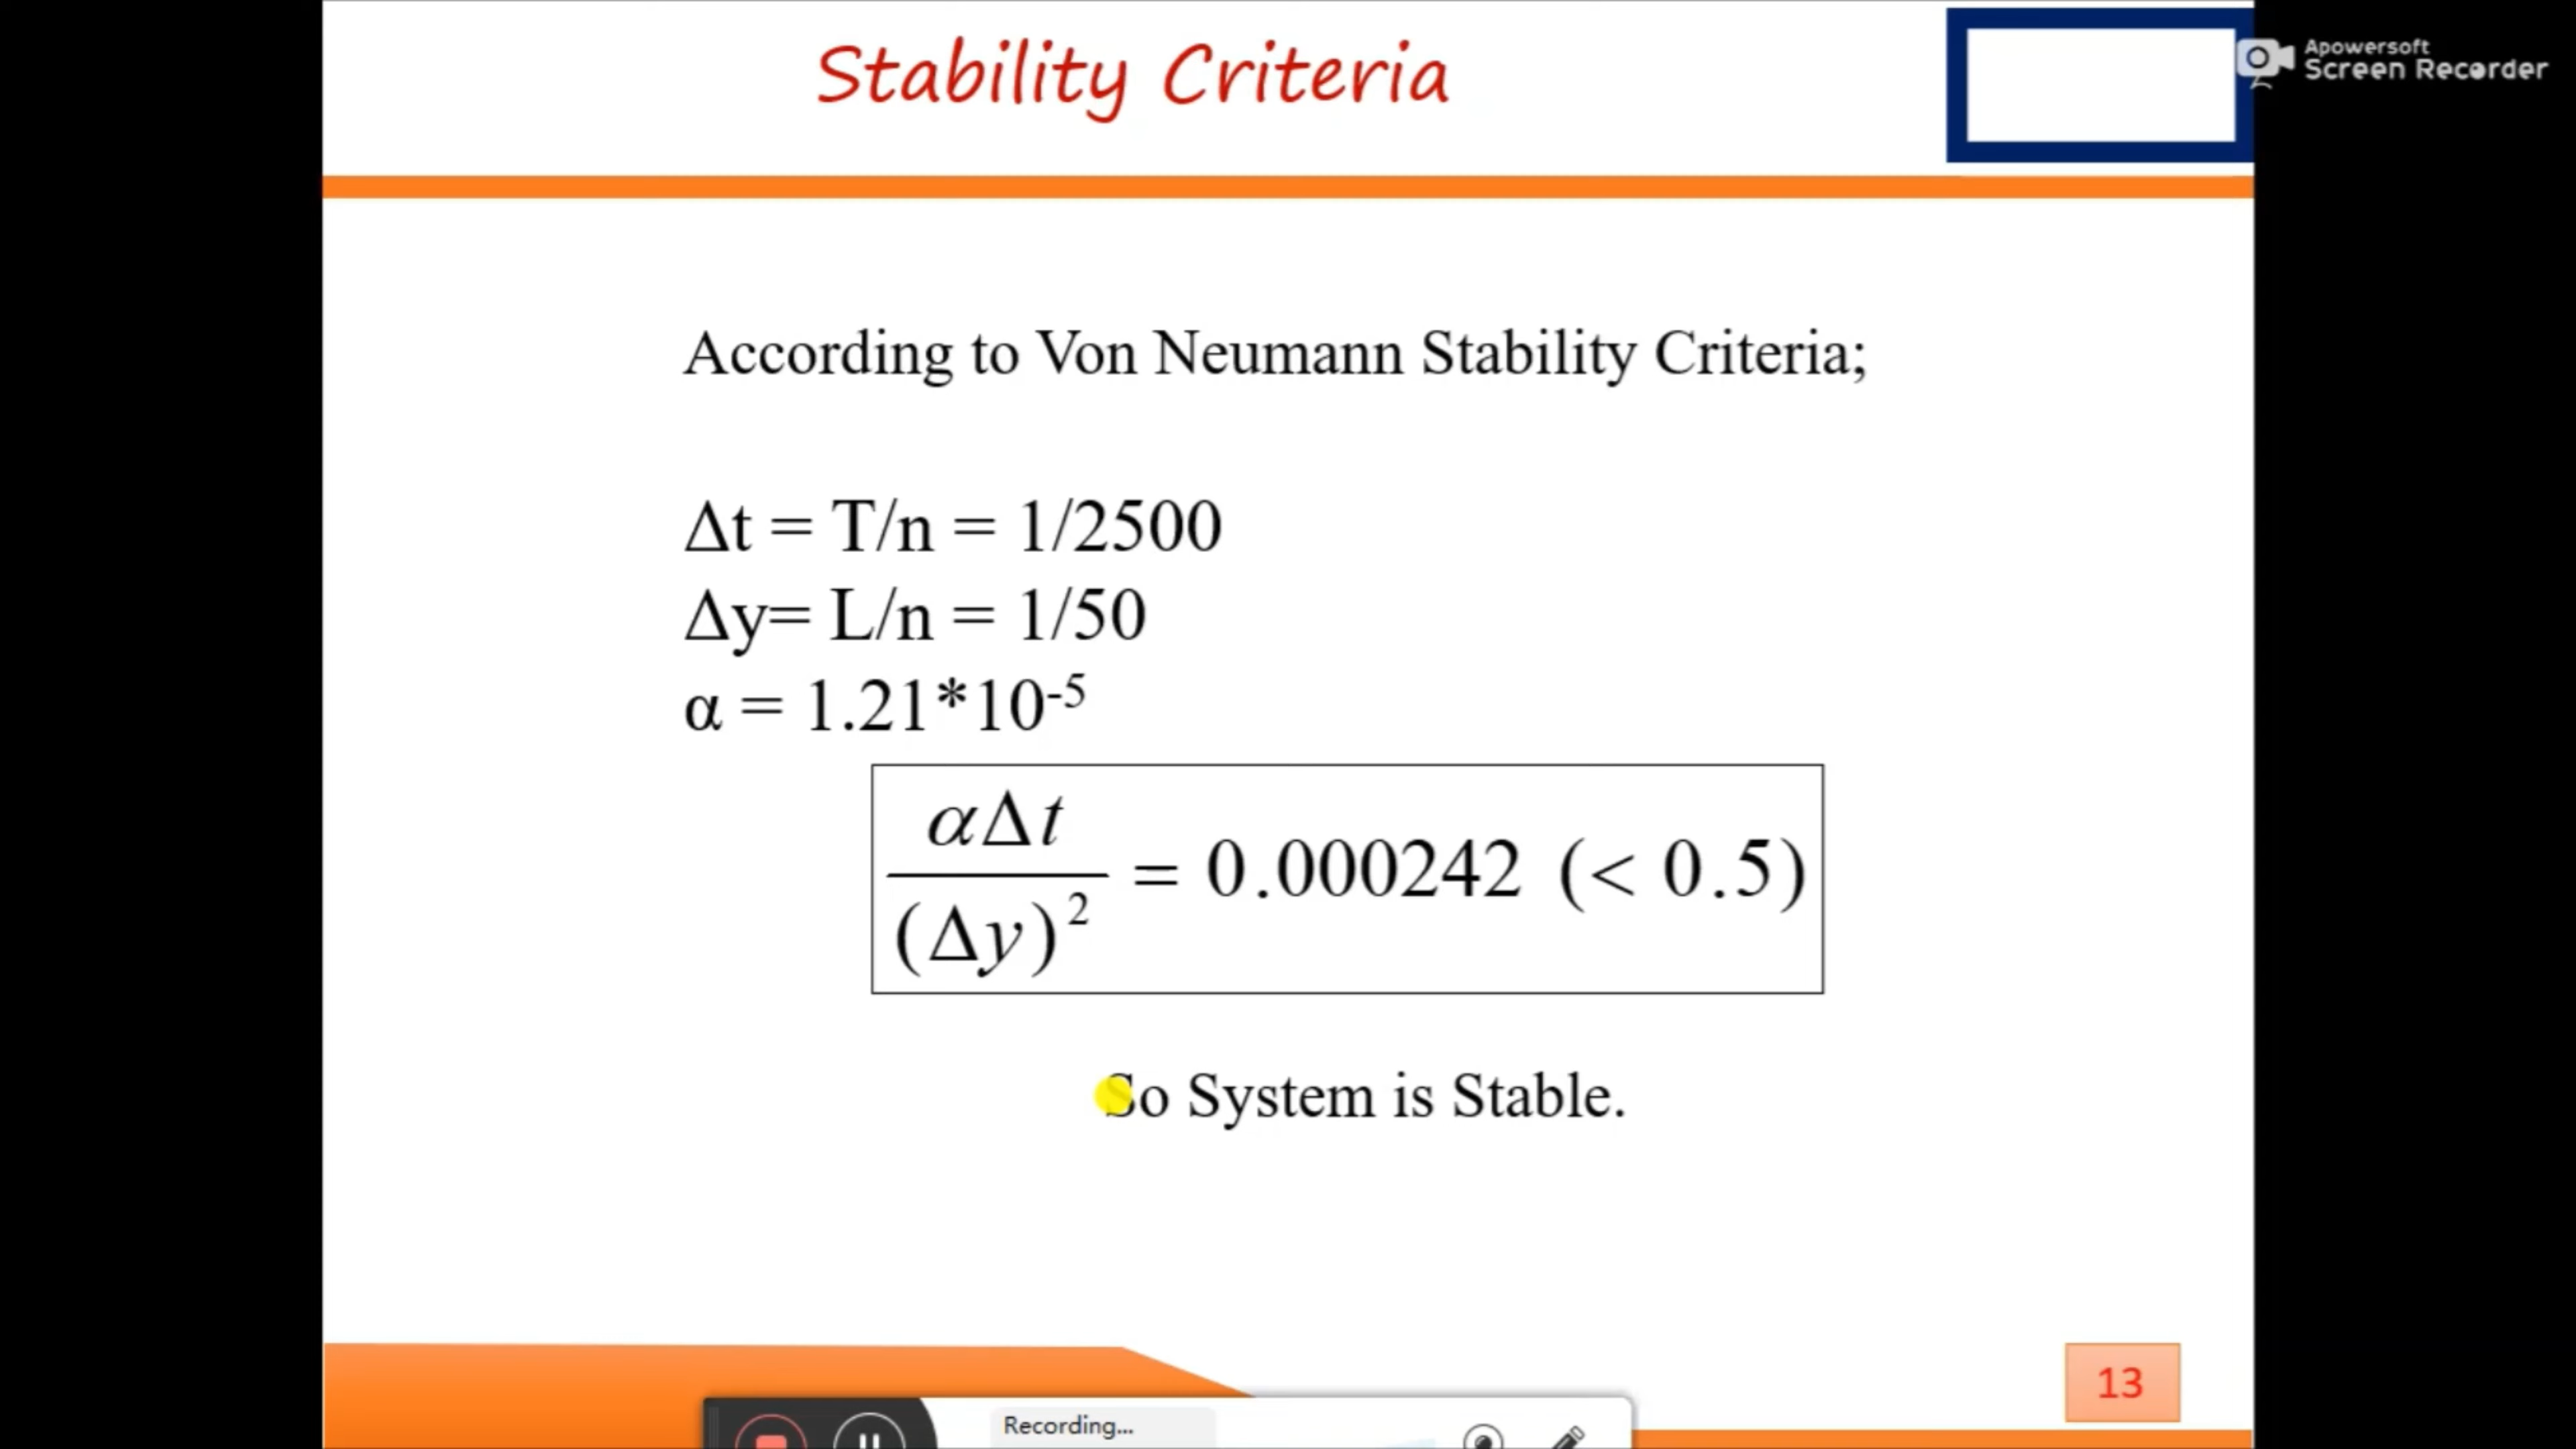 Stability Criteria
Apowersoft
Screen Recorder
According to Von Neumann Stability Criteria;
Δt = T/n = 1/2500
Δy= L/n = 1/50
α = 1.21*10⁻⁵
αΔt/(Δy)² = 0.000242 (< 0.5)
So System is Stable.
13
Recording...